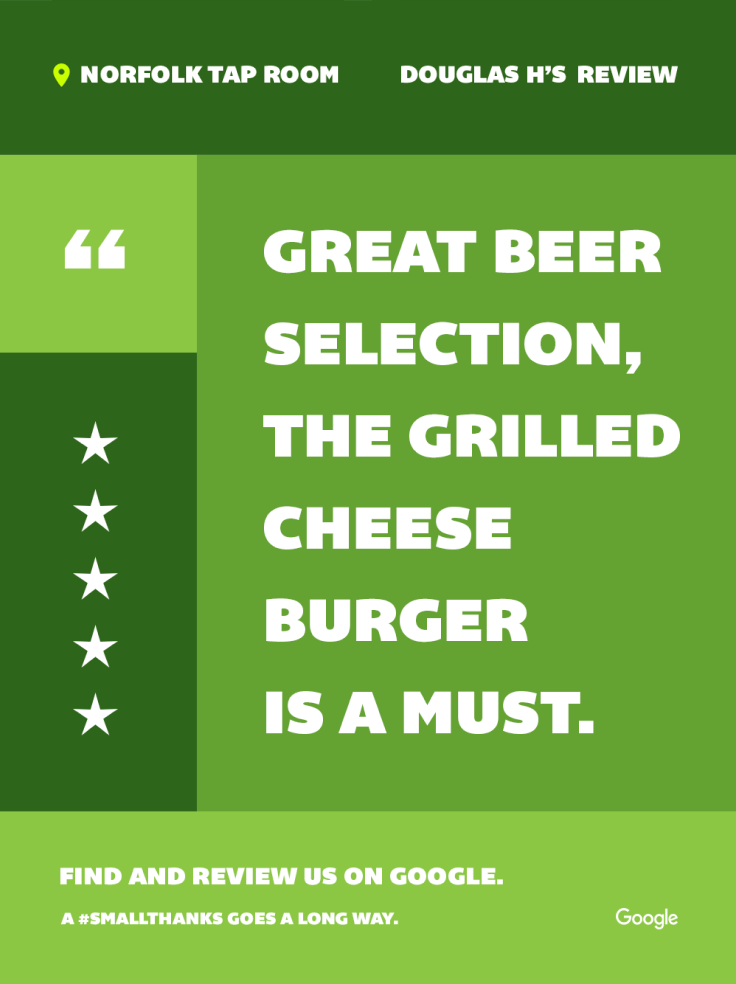 NORFOLK TAP ROOM
DOUGLAS H’S REVIEW
“
GREAT BEER
SELECTION,
THE GRILLED
CHEESE
BURGER
IS A MUST.
FIND AND REVIEW US ON GOOGLE.
A #SMALLTHANKS GOES A LONG WAY.
Google